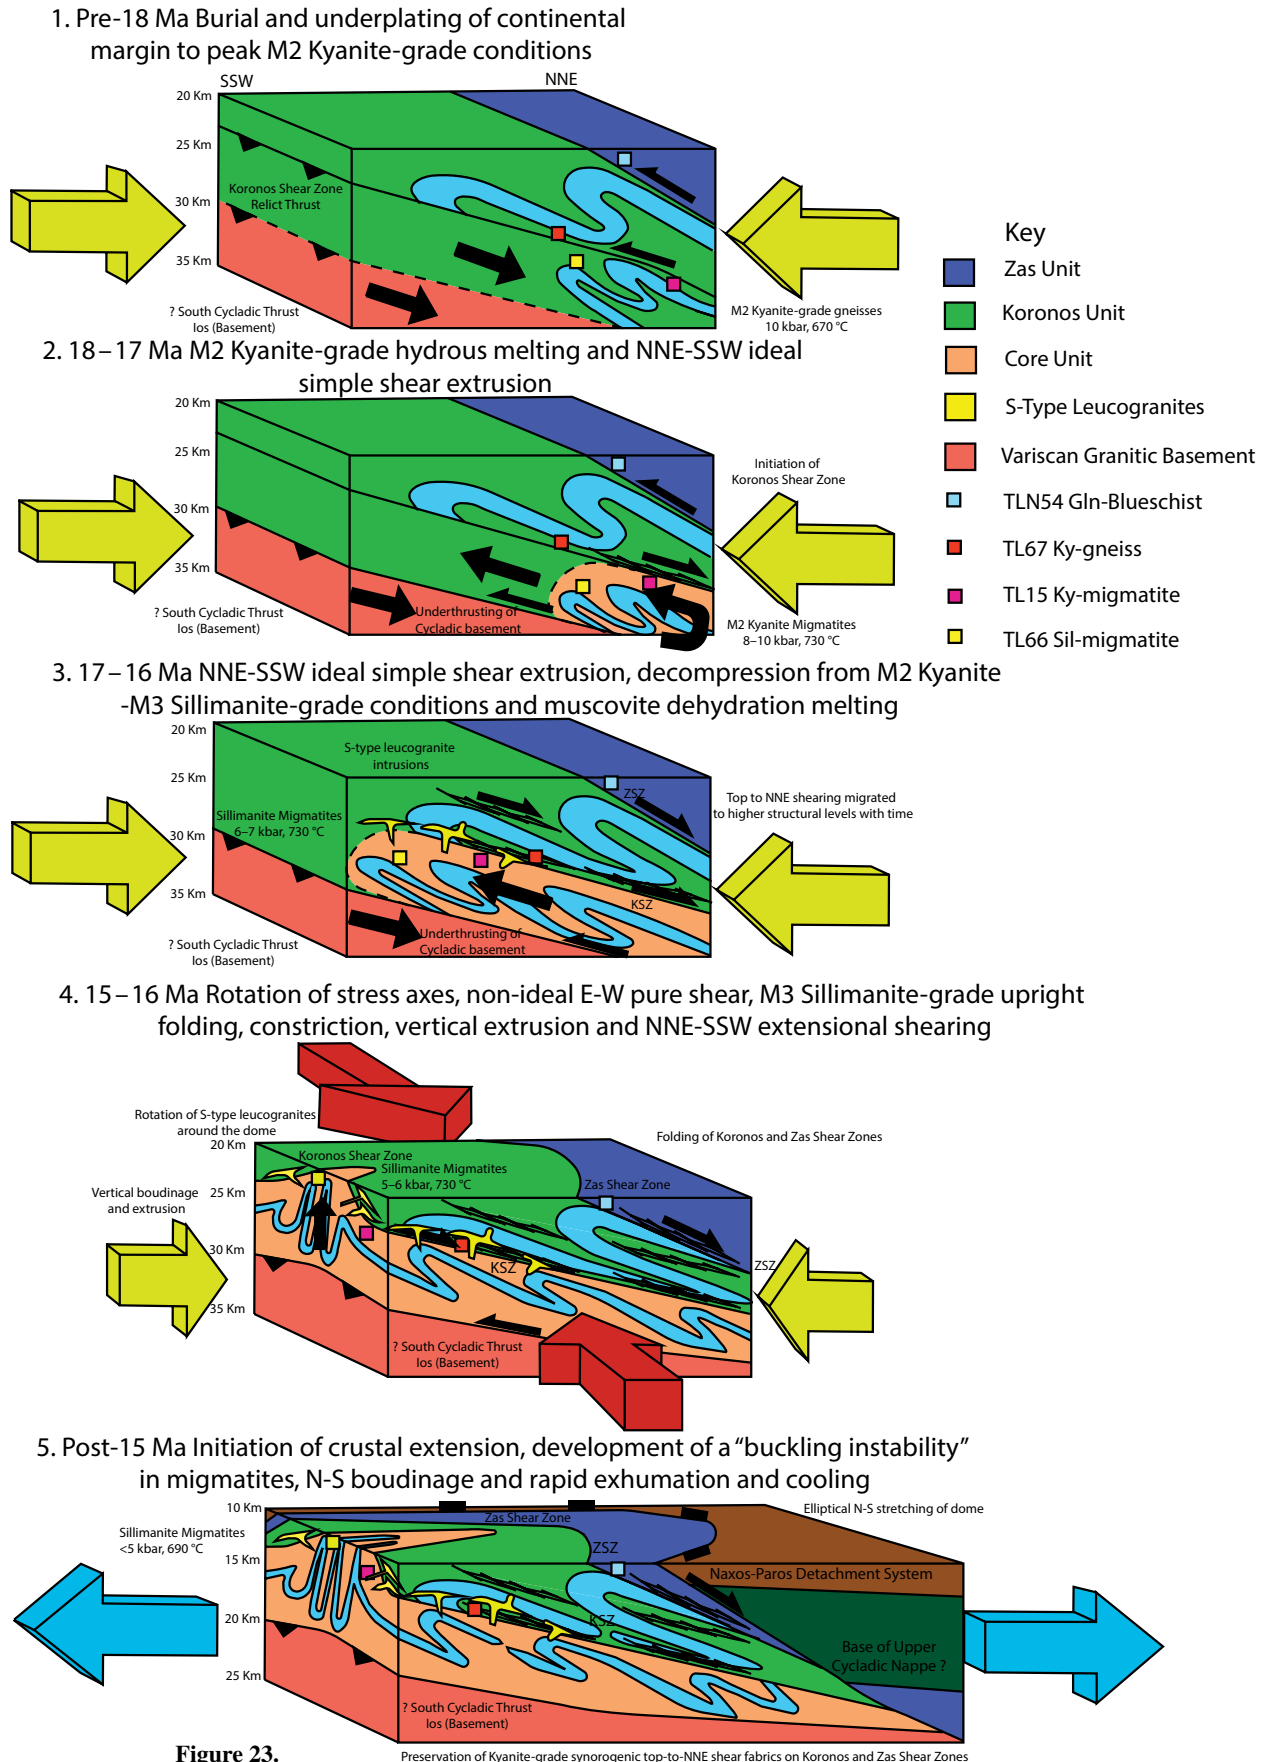 1. Pre-18 Ma Burial and underplating of continental
margin to peak M2 Kyanite-grade conditions
SSW
NNE
20 Km
25 Km
30 Km
35 Km
Koronos Shear Zone
Relict Thrust
? South Cycladic Thrust
Ios (Basement)
M2 Kyanite-grade gneisses
10 kbar, 670 °C
Key
Zas Unit
Koronos Unit
Core Unit
S-Type Leucogranites
Variscan Granitic Basement
TLN54 Gln-Blueschist
TL67 Ky-gneiss
TL15 Ky-migmatite
TL66 Sil-migmatite
2. 18–17 Ma M2 Kyanite-grade hydrous melting and NNE-SSW ideal
simple shear extrusion
20 Km
25 Km
30 Km
35 Km
Initiation of
Koronos Shear Zone
? South Cycladic Thrust
Ios (Basement)
Underthrusting of
Cycladic basement
M2 Kyanite Migmatites
8–10 kbar, 730 °C
3. 17–16 Ma NNE-SSW ideal simple shear extrusion, decompression from M2 Kyanite
-M3 Sillimanite-grade conditions and muscovite dehydration melting
20 Km
25 Km
30 Km
35 Km
S-type leucogranite
intrusions
ZSZ
Sillimanite Migmatites
6–7 kbar, 730 °C
Top to NNE shearing migrated
to higher structural levels with time
KSZ
? South Cycladic Thrust
Ios (Basement)
Underthrusting of
Cycladic basement
4. 15–16 Ma Rotation of stress axes, non-ideal E-W pure shear, M3 Sillimanite-grade upright
folding, constriction, vertical extrusion and NNE-SSW extensional shearing
Rotation of S-type leucogranites
around the dome
Folding of Koronos and Zas Shear Zones
20 Km
25 Km
30 Km
35 Km
Koronos Shear Zone
Sillimanite Migmatites
5–6 kbar, 730 °C
Zas Shear Zone
Vertical boudinage
and extrusion
KSZ
ZSZ
? South Cycladic Thrust
Ios (Basement)
5. Post-15 Ma Initiation of crustal extension, development of a “buckling instability”
in migmatites, N-S boudinage and rapid exhumation and cooling
10 Km
15 Km
20 Km
25 Km
Elliptical N-S stretching of dome
Zas Shear Zone
Sillimanite Migmatites
<5 kbar, 690 °C
ZSZ
Naxos-Paros Detachment System
KSZ
Base of Upper
Cycladic Nappe ?
? South Cycladic Thrust
Ios (Basement)
Figure 23.
Preservation of Kyanite-grade synorogenic top-to-NNE shear fabrics on Koronos and Zas Shear Zones